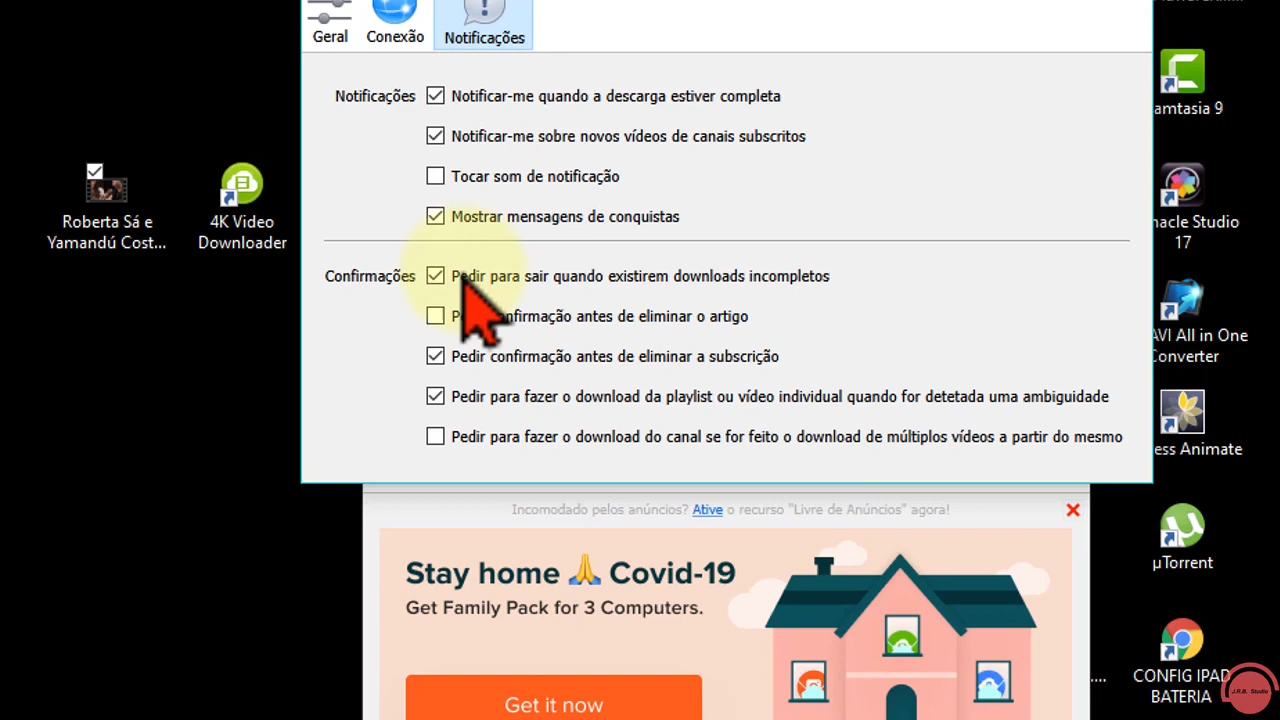 Geral Conexão Notificações
Notificações Notificar-me quando a descarga estiver completa
Notificar-me sobre novos vídeos de canais subscritos
Tocar som de notificação
Mostrar mensagens de conquistas
Confirmações Pedir para sair quando existirem downloads incompletos
confirmação antes de eliminar o artigo
Pedir confirmação antes de eliminar a subscrição
Pedir para fazer o download da playlist ou vídeo individual quando for detetada uma ambiguidade
Pedir para fazer o download do canal se for feito o download de múltiplos vídeos a partir do mesmo
Incomodado pelos anúncios? Ative o recurso "Livre de Anúncios" agora!
Stay home 🙏 Covid-19
Get Family Pack for 3 Computers.
Get it now
Roberta Sá e
Yamandú Cost...
4K Video
Downloader
amtasia 9
nacle Studio
17
AVI All in One
Converter
ess Animate
µTorrent
CONFIG IPAD
BATERIA
J.R.B. Studio